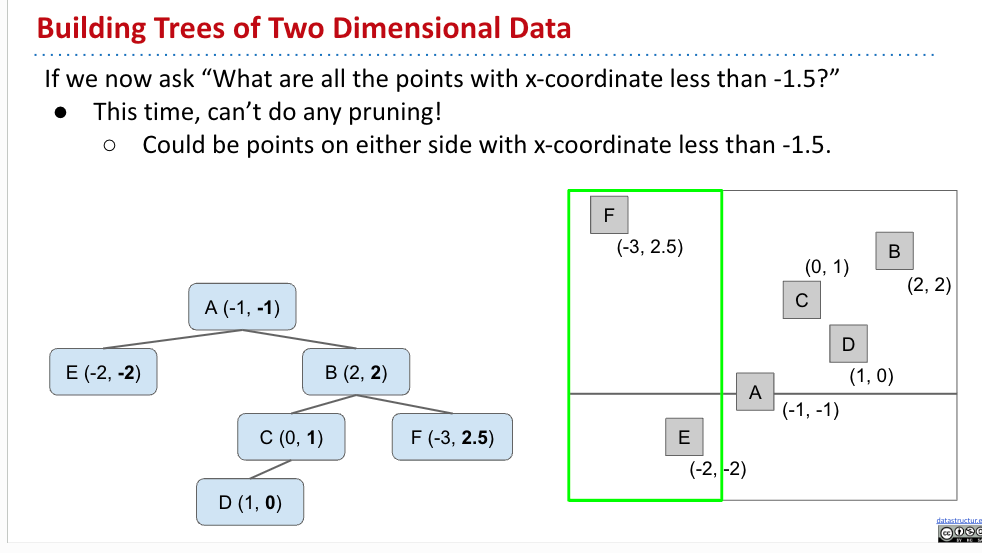 Building Trees of Two Dimensional Data
If we now ask “What are all the points with x-coordinate less than -1.5?”
● This time, can’t do any pruning!
○ Could be points on either side with x-coordinate less than -1.5.
A (-1, -1)
E (-2, -2)
B (2, 2)
C (0, 1)
F (-3, 2.5)
D (1, 0)
F
(-3, 2.5)
B
(2, 2)
(0, 1)
C
D
(1, 0)
A
(-1, -1)
E
(-2, -2)
datastructur.e